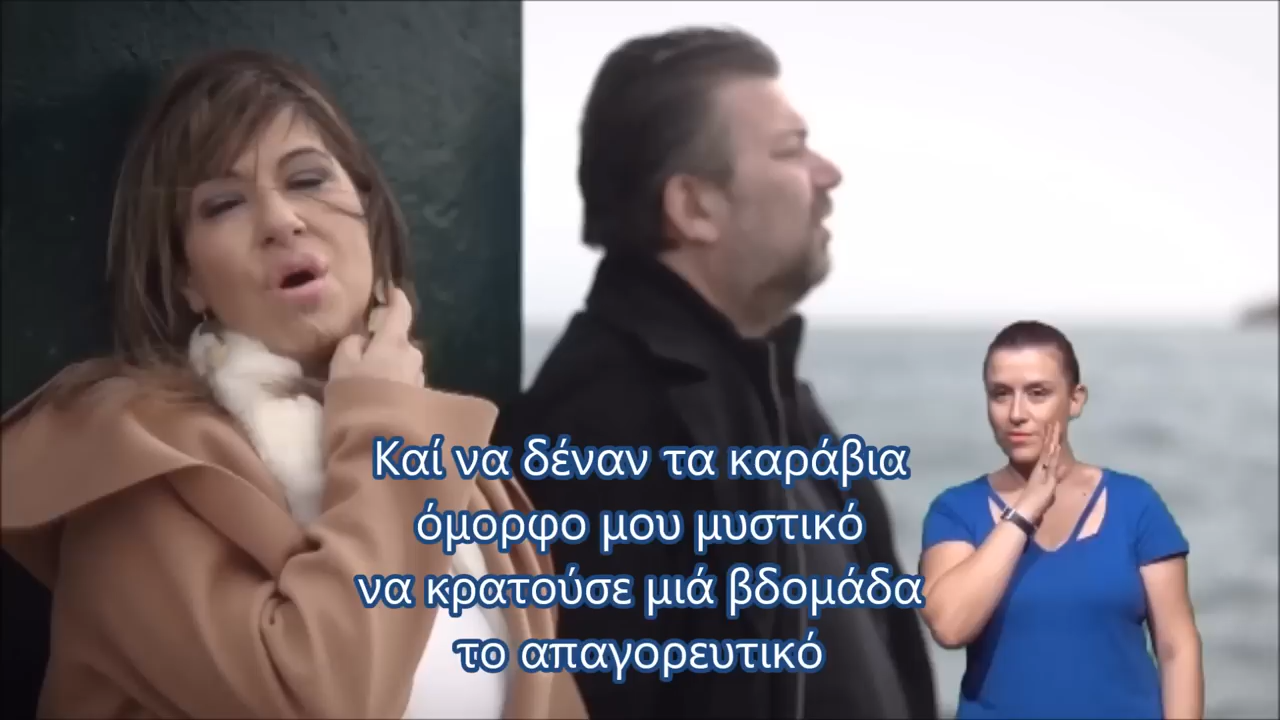 Καί να δέναν τα καράβια
όμορφο μου μυστικό
να κρατούσε μιά βδομάδα
το απαγορευτικό